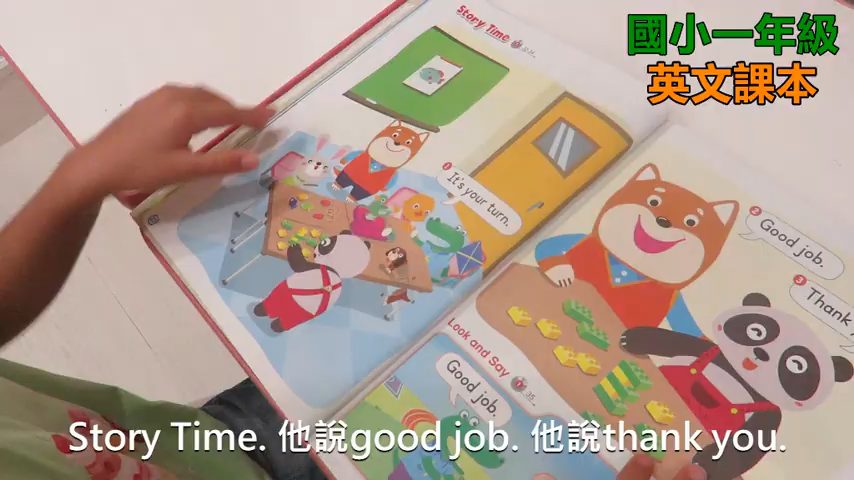 國小一年級
英文課本
Story Time
It's your turn.
Good job.
Thank
Look and Say
Good job.
Story Time. 他說good job. 他說thank you.